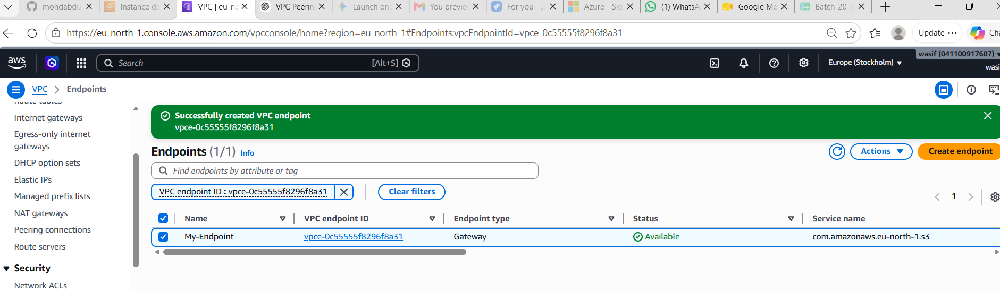 mohdabdul
Instance de
VPC | eu-no
VPC Peerin
Launch one
You previou
For you - Ji
Azure - Sig
(1) WhatsA
Google Me
Batch-20 Ta
https://eu-north-1.console.aws.amazon.com/vpcconsole/home?region=eu-north-1#Endpoints:vpcEndpointId=vpce-0c55555f8296f8a31
Update
Cha
aws
Search
[Alt+S]
Europe (Stockholm)
wasif (041100917607)
wasi
VPC
Endpoints
Route tables
Internet gateways
Egress-only internet
gateways
DHCP option sets
Elastic IPs
Managed prefix lists
NAT gateways
Peering connections
Route servers
Security
Network ACLs
Successfully created VPC endpoint
vpce-0c55555f8296f8a31
Endpoints (1/1) Info
Actions
Create endpoint
Find endpoints by attribute or tag
VPC endpoint ID : vpce-0c55555f8296f8a31
Clear filters
1
Name VPC endpoint ID Endpoint type Status Service name
My-Endpoint vpce-0c55555f8296f8a31 Gateway Available com.amazonaws.eu-north-1.s3